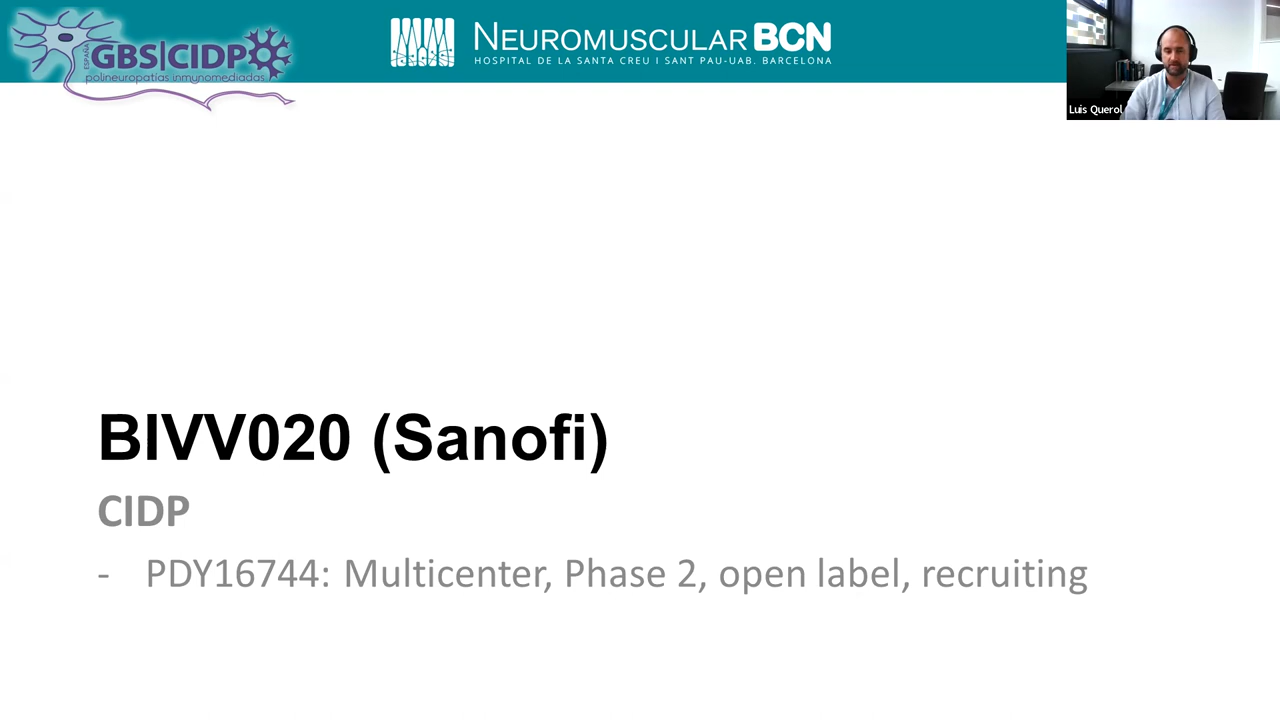 ESPAÑA
GBS|CIDP
polineuropatías inmunomediadas
NEUROMUSCULAR BCN
HOSPITAL DE LA SANTA CREU I SANT PAU-UAB. BARCELONA
Luis Querol
BIVV020 (Sanofi)
CIDP
- PDY16744: Multicenter, Phase 2, open label, recruiting